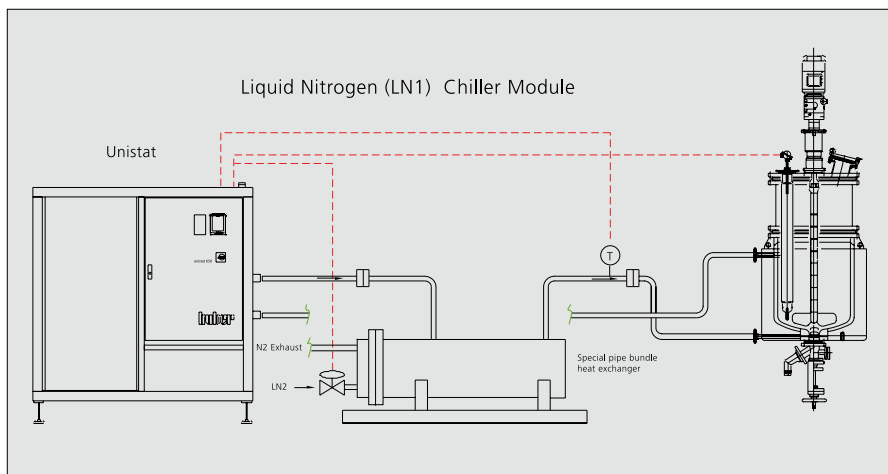 Liquid Nitrogen (LN1) Chiller Module
Unistat
huber
T
N2 Exhaust
LN2
Special pipe bundle
heat exchanger